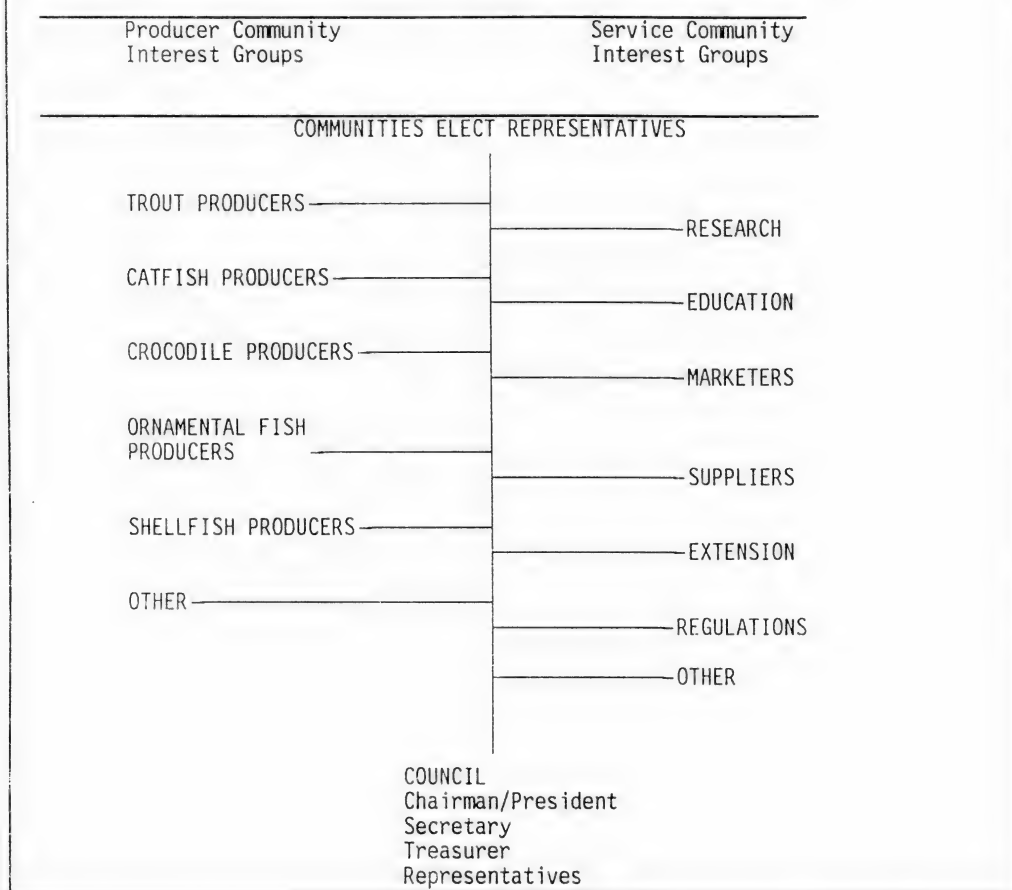 Producer Community Service Community
Interest Groups Interest Groups
COMMUNITIES ELECT REPRESENTATIVES
TROUT PRODUCERS
RESEARCH
CATFISH PRODUCERS
EDUCATION
CROCODILE PRODUCERS
MARKETERS
ORNAMENTAL FISH
PRODUCERS
SUPPLIERS
SHELLFISH PRODUCERS
EXTENSION
OTHER
REGULATIONS
OTHER
COUNCIL
Chairman/President
Secretary
Treasurer
Representatives